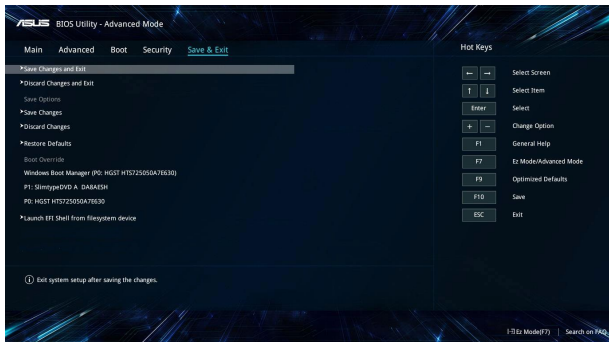 ASUS BIOS Utility - Advanced Mode
Main Advanced Boot Security Save & Exit
Hot Keys
Save Changes and Exit
Discard Changes and Exit
Save Options
Save Changes
Discard Changes
Restore Defaults
Boot Override
Windows Boot Manager (P0: HGST HTS725050A7E630)
P1: SlimtypeDVD A DA8AESH
P0: HGST HTS725050A7E630
Launch EFI Shell from filesystem device
← → Select Screen
↑ ↓ Select Item
Enter Select
+ − Change Option
F1 General Help
F7 Ez Mode/Advanced Mode
F9 Optimized Defaults
F10 Save
ESC Exit
Exit system setup after saving the changes.
Ez Mode(F7) | Search on FAQ